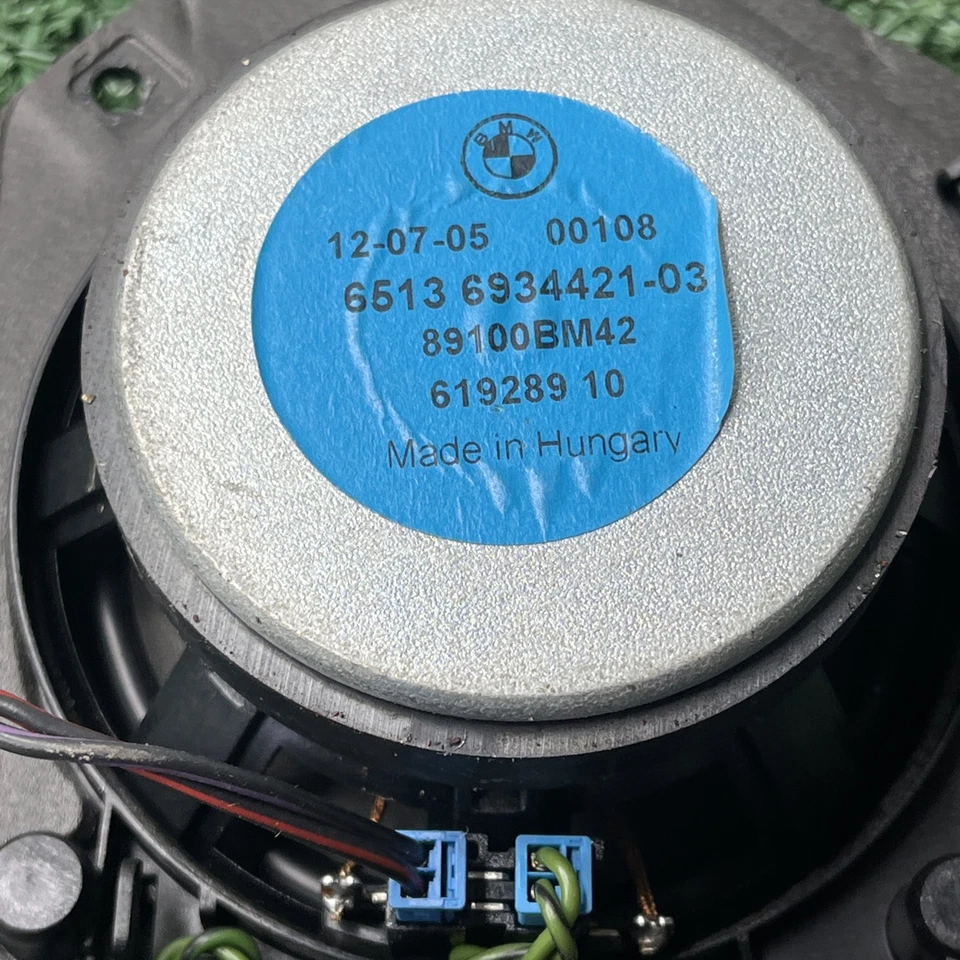 BMW
12-07-05 00108
6513 6934421-03
89100BM42
619289 10
Made in Hungary